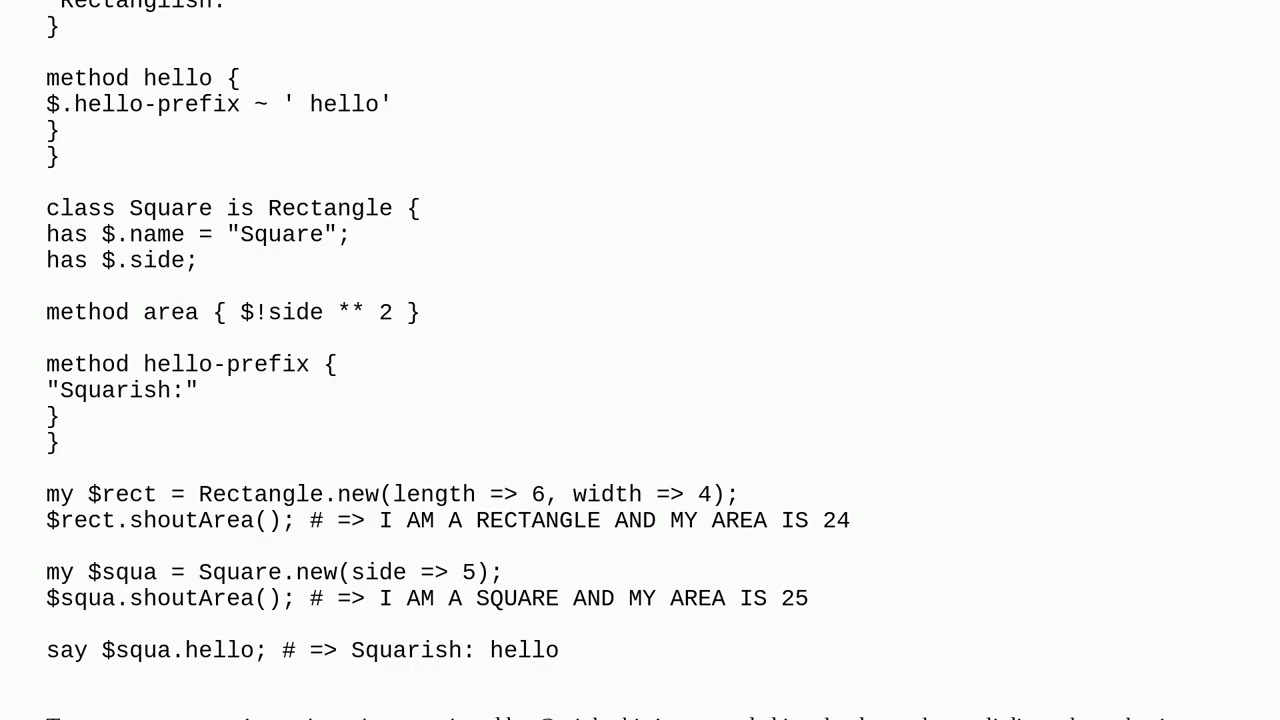 "Rectanglish:"
}
method hello {
$.hello-prefix ~ ' hello'
}
}
class Square is Rectangle {
has $.name = "Square";
has $.side;
method area { $!side ** 2 }
method hello-prefix {
"Squarish:"
}
}
my $rect = Rectangle.new(length => 6, width => 4);
$rect.shoutArea(); # => I AM A RECTANGLE AND MY AREA IS 24
my $squa = Square.new(side => 5);
$squa.shoutArea(); # => I AM A SQUARE AND MY AREA IS 25
say $squa.hello; # => Squarish: hello